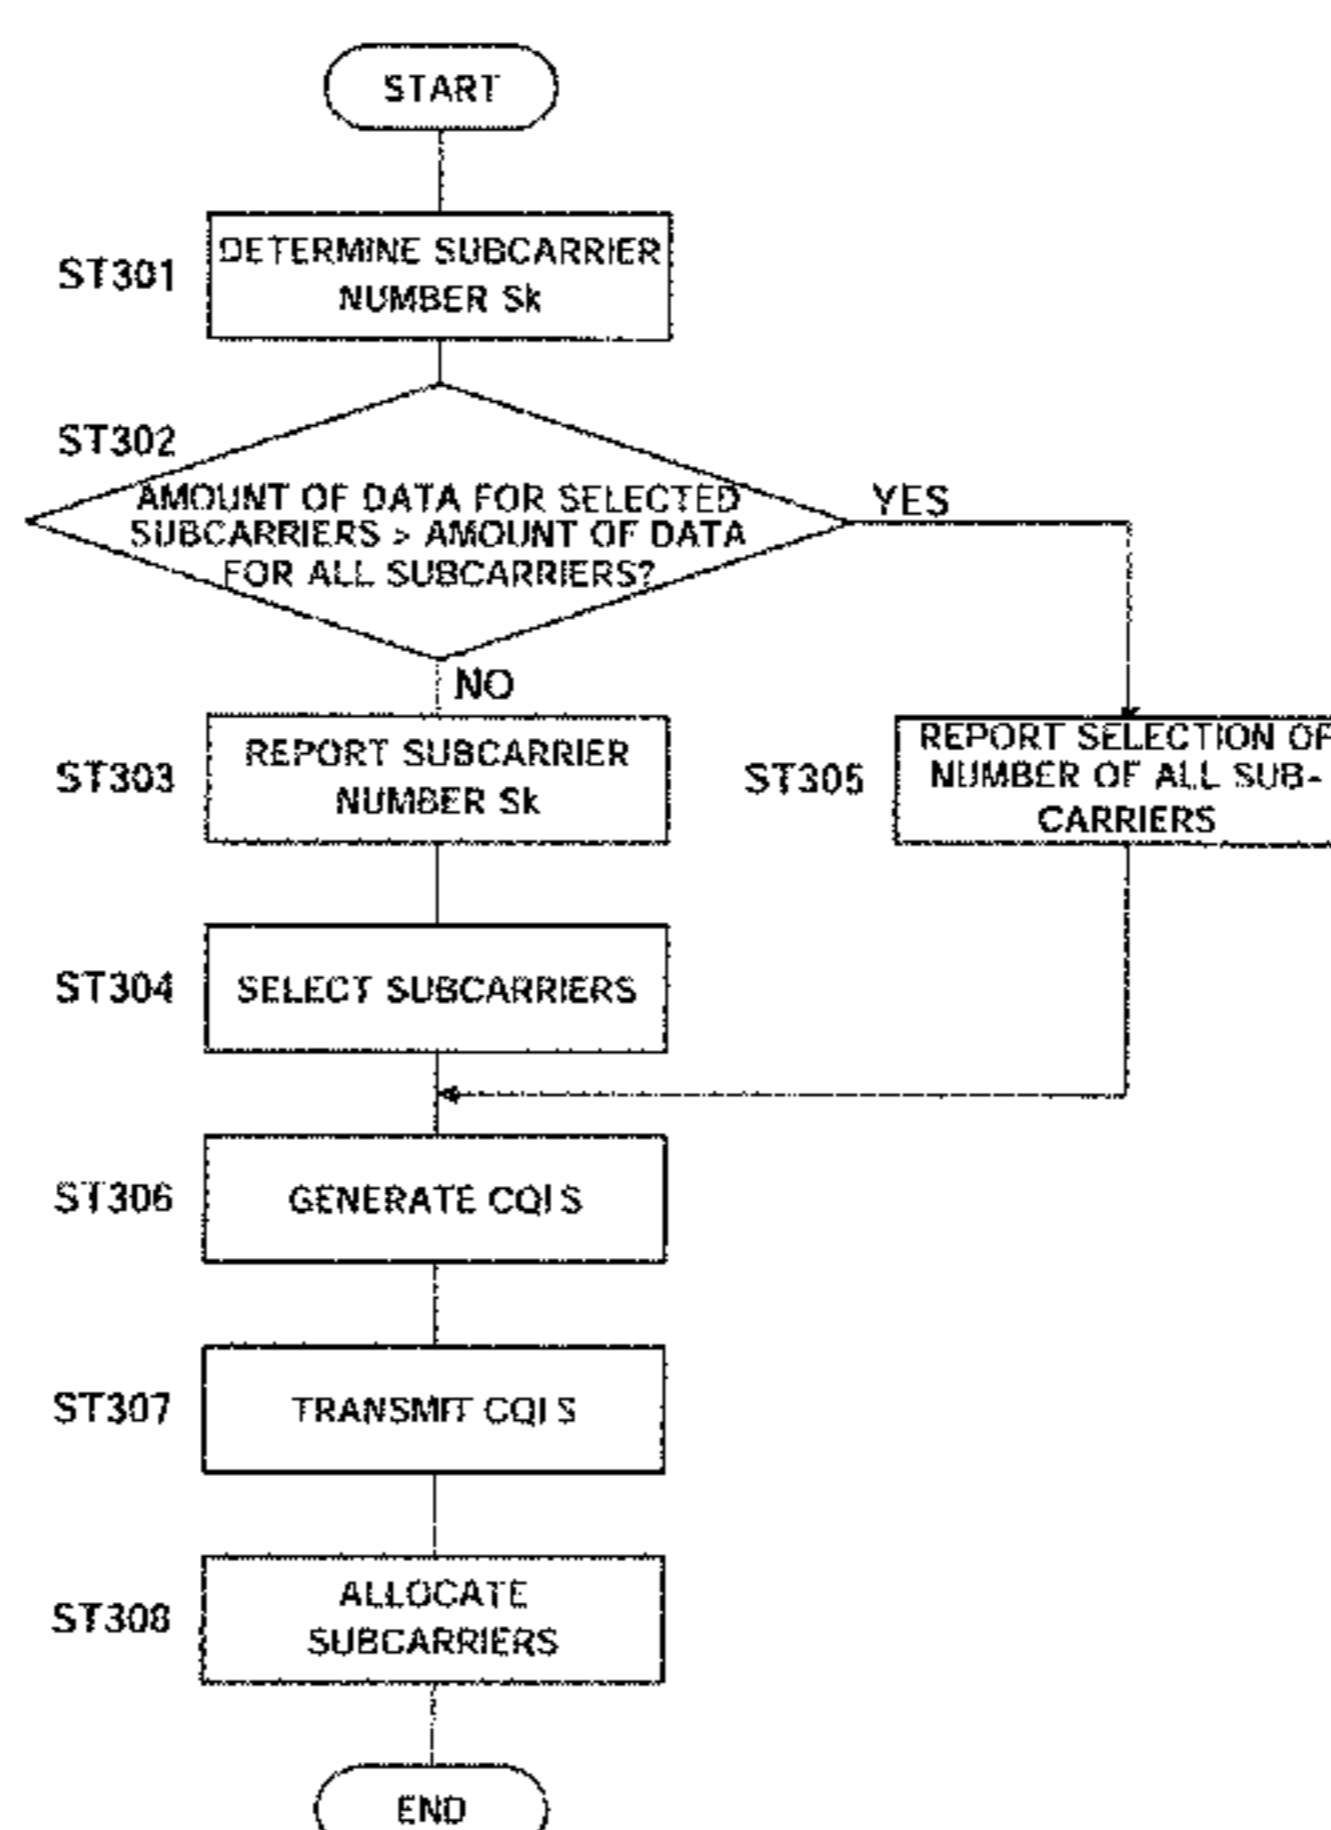 START
ST301
DETERMINE SUBCARRIER
NUMBER Sk
ST302
AMOUNT OF DATA FOR SELECTED
SUBCARRIERS > AMOUNT OF DATA
FOR ALL SUBCARRIERS?
YES
NO
ST303
REPORT SUBCARRIER
NUMBER Sk
ST305
REPORT SELECTION OF
NUMBER OF ALL SUB-
CARRIERS
ST304
SELECT SUBCARRIERS
ST306
GENERATE CQI S
ST307
TRANSMIT CQI S
ST308
ALLOCATE
SUBCARRIERS
END